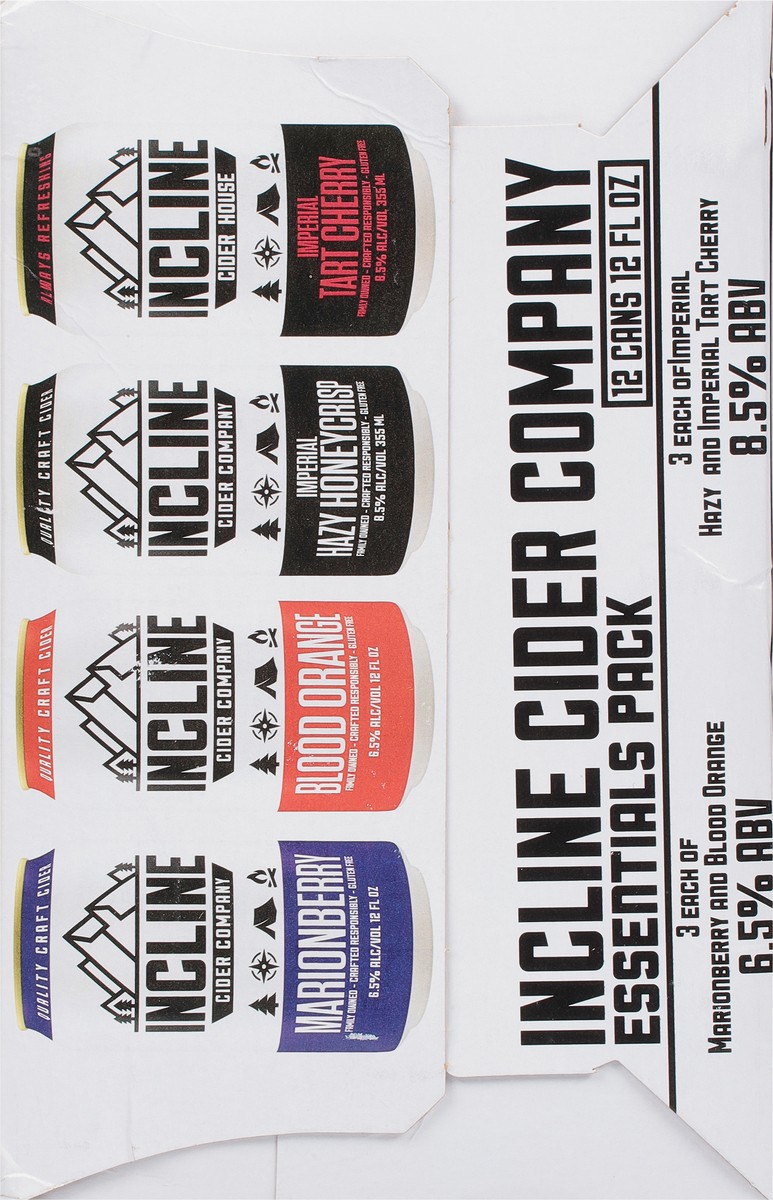 QUALITY CRAFT CIDER
INCLINE
CIDER COMPANY
MARIONBERRY
FAMILY OWNED - CRAFTED RESPONSIBLY - GLUTEN FREE
6.5% ALC/VOL 12 FL OZ
QUALITY CRAFT CIDER
INCLINE
CIDER COMPANY
BLOOD ORANGE
FAMILY OWNED - CRAFTED RESPONSIBLY - GLUTEN FREE
6.5% ALC/VOL 12 FL OZ
QUALITY CRAFT CIDER
INCLINE
CIDER COMPANY
IMPERIAL
HAZY HONEYCRISP
FAMILY OWNED - CRAFTED RESPONSIBLY - GLUTEN FREE
8.5% ALC/VOL 355 ML
ALWAYS REFRESHING
INCLINE
CIDER HOUSE
IMPERIAL
TART CHERRY
FAMILY OWNED - CRAFTED RESPONSIBLY - GLUTEN FREE
8.5% ALC/VOL 355 ML
INCLINE CIDER COMPANY
ESSENTIALS PACK
12 CANS 12 FL OZ
3 EACH OF
MARIONBERRY AND BLOOD ORANGE
6.5% ABV
3 EACH OFIMPERIAL
HAZY AND IMPERIAL TART CHERRY
8.5% ABV